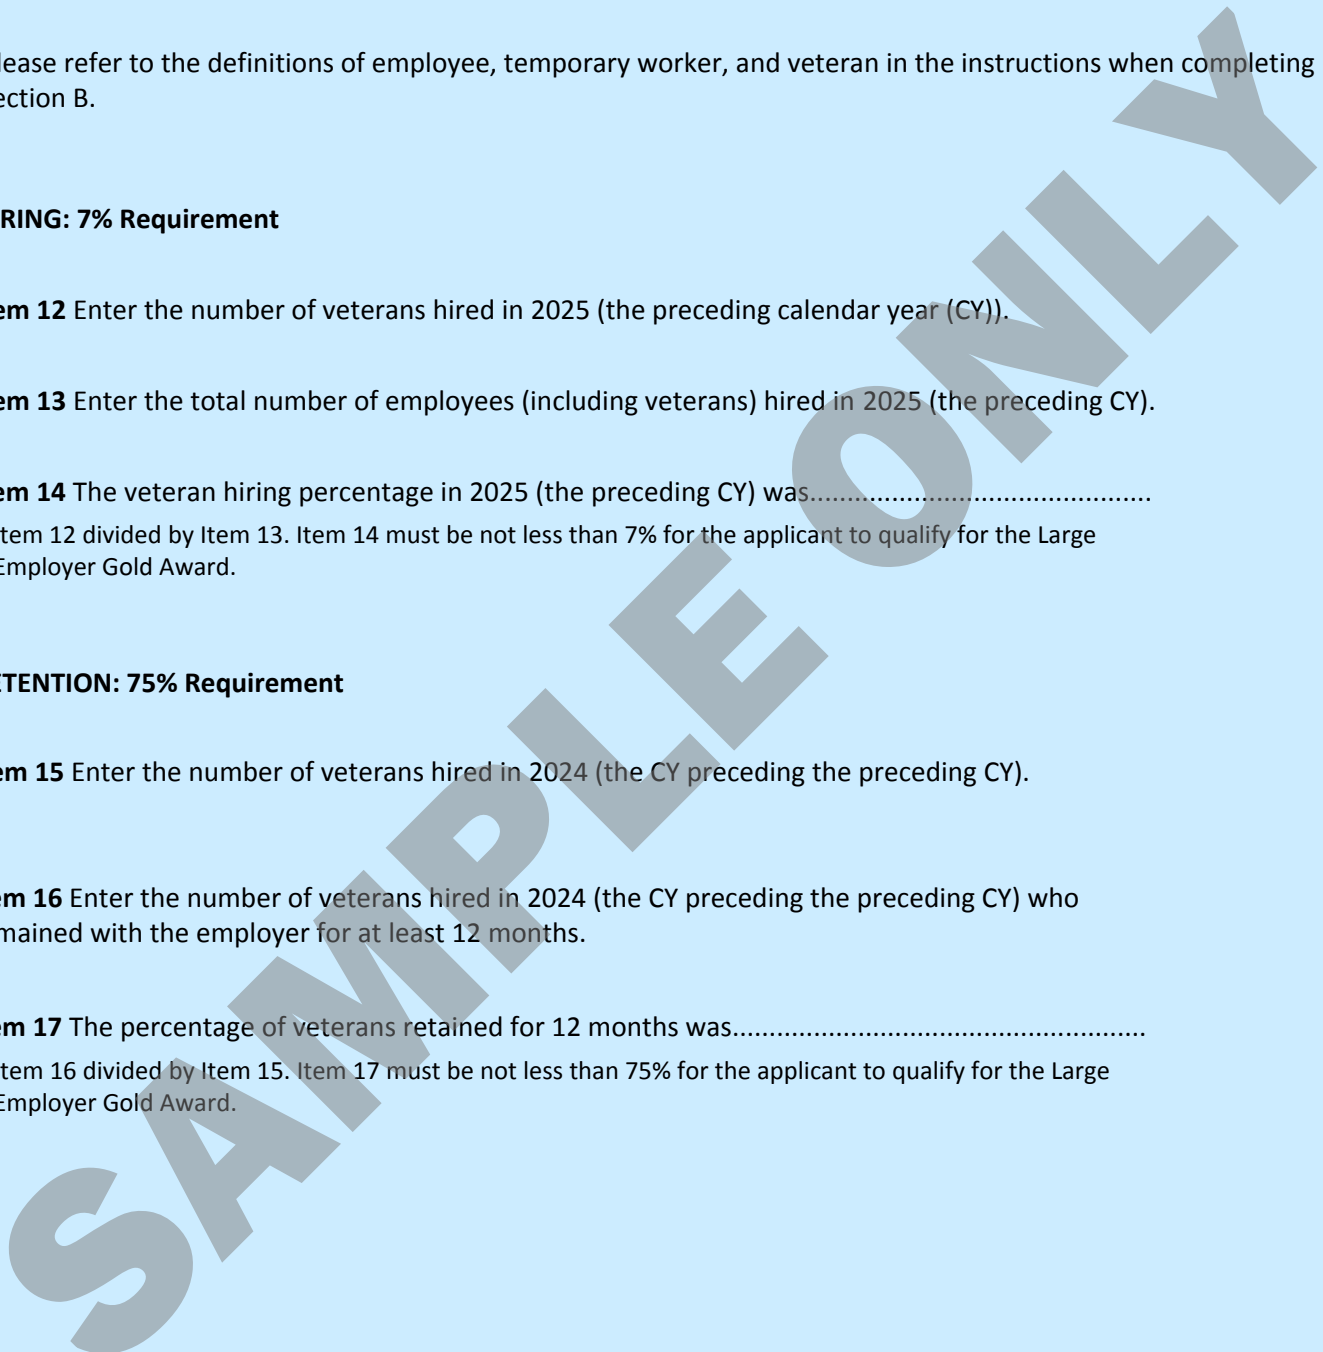 lease refer to the definitions of employee, temporary worker, and veteran in the instructions when completing
ection B.
RING: 7% Requirement
em 12 Enter the number of veterans hired in 2025 (the preceding calendar year (CY)).
em 13 Enter the total number of employees (including veterans) hired in 2025 (the preceding CY).
em 14 The veteran hiring percentage in 2025 (the preceding CY) was.....................................................
tem 12 divided by Item 13. Item 14 must be not less than 7% for the applicant to qualify for the Large
Employer Gold Award.
ETENTION: 75% Requirement
em 15 Enter the number of veterans hired in 2024 (the CY preceding the preceding CY).
em 16 Enter the number of veterans hired in 2024 (the CY preceding the preceding CY) who
mained with the employer for at least 12 months.
em 17 The percentage of veterans retained for 12 months was........................................................
tem 16 divided by Item 15. Item 17 must be not less than 75% for the applicant to qualify for the Large
Employer Gold Award.
SAMPLE ONLY